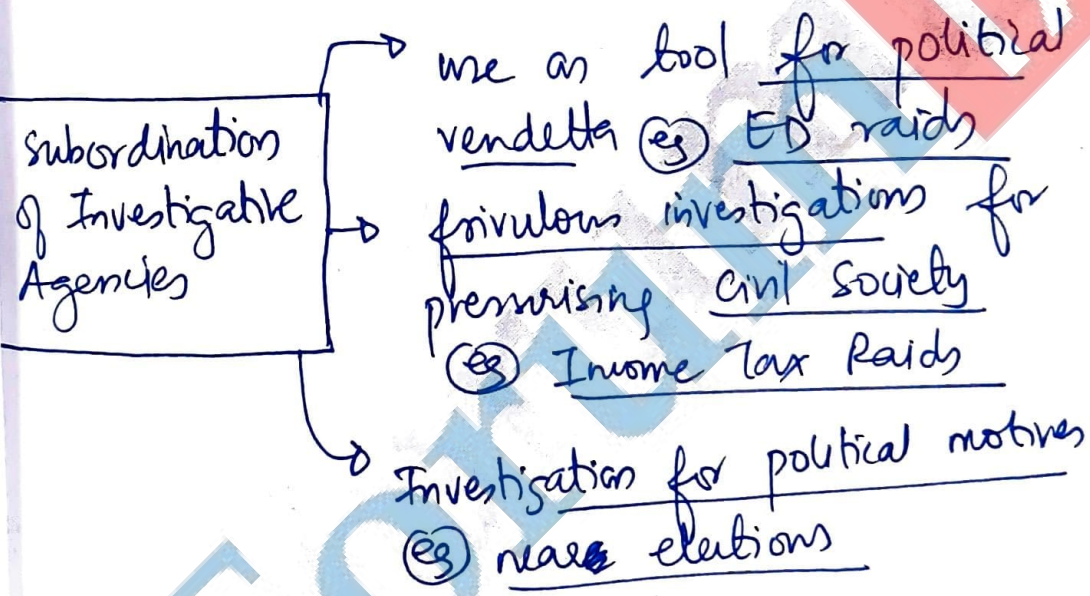 use as tool for political
vendetta eg ED raids
Subordination
of Investigative
Agencies
frivulous investigations for
pressurising Civil Society
eg Income Tax Raids
Investigation for political motives
eg near elections
forum